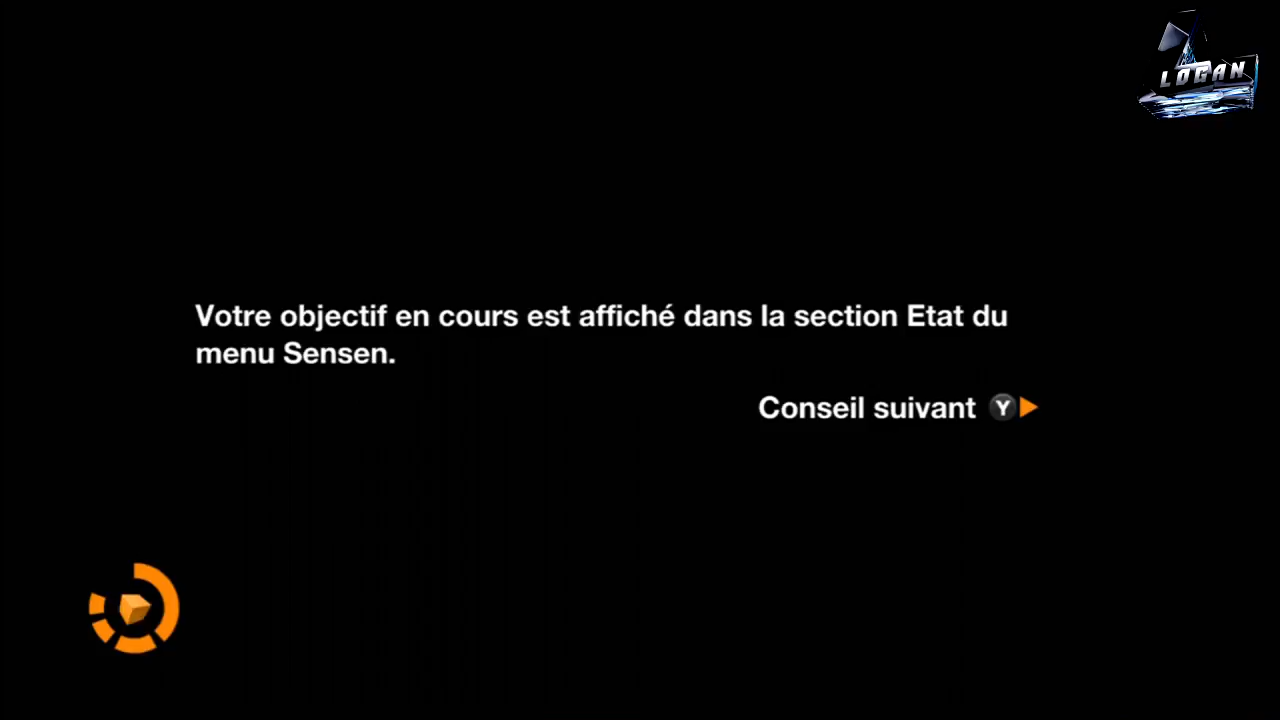 LOGAN
Votre objectif en cours est affiché dans la section Etat du
menu Sensen.
Conseil suivant Y